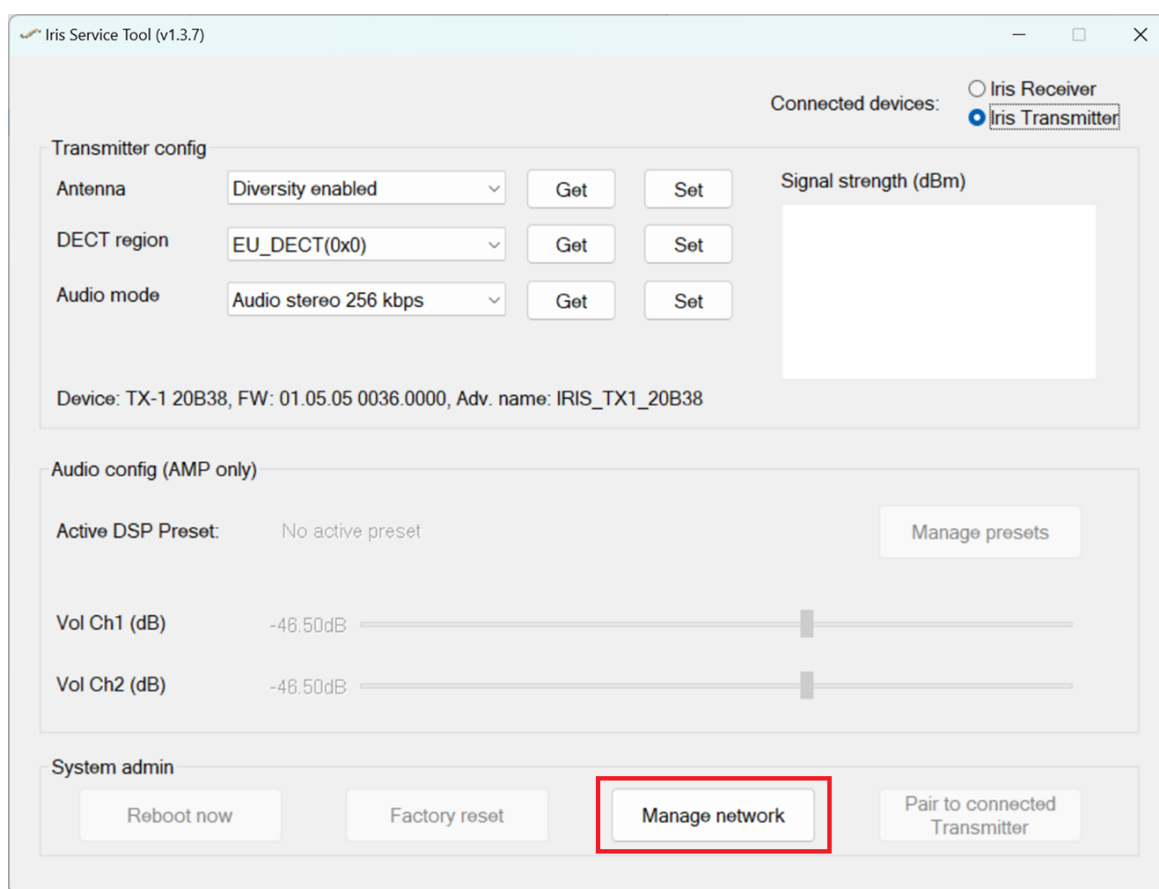 Iris Service Tool (v1.3.7)
Connected devices:
Iris Receiver
Iris Transmitter
Transmitter config
Antenna
Diversity enabled
Get
Set
Signal strength (dBm)
DECT region
EU_DECT(0x0)
Get
Set
Audio mode
Audio stereo 256 kbps
Get
Set
Device: TX-1 20B38, FW: 01.05.05 0036.0000, Adv. name: IRIS_TX1_20B38
Audio config (AMP only)
Active DSP Preset:
No active preset
Manage presets
Vol Ch1 (dB)
-46.50dB
Vol Ch2 (dB)
-46.50dB
System admin
Reboot now
Factory reset
Manage network
Pair to connected
Transmitter